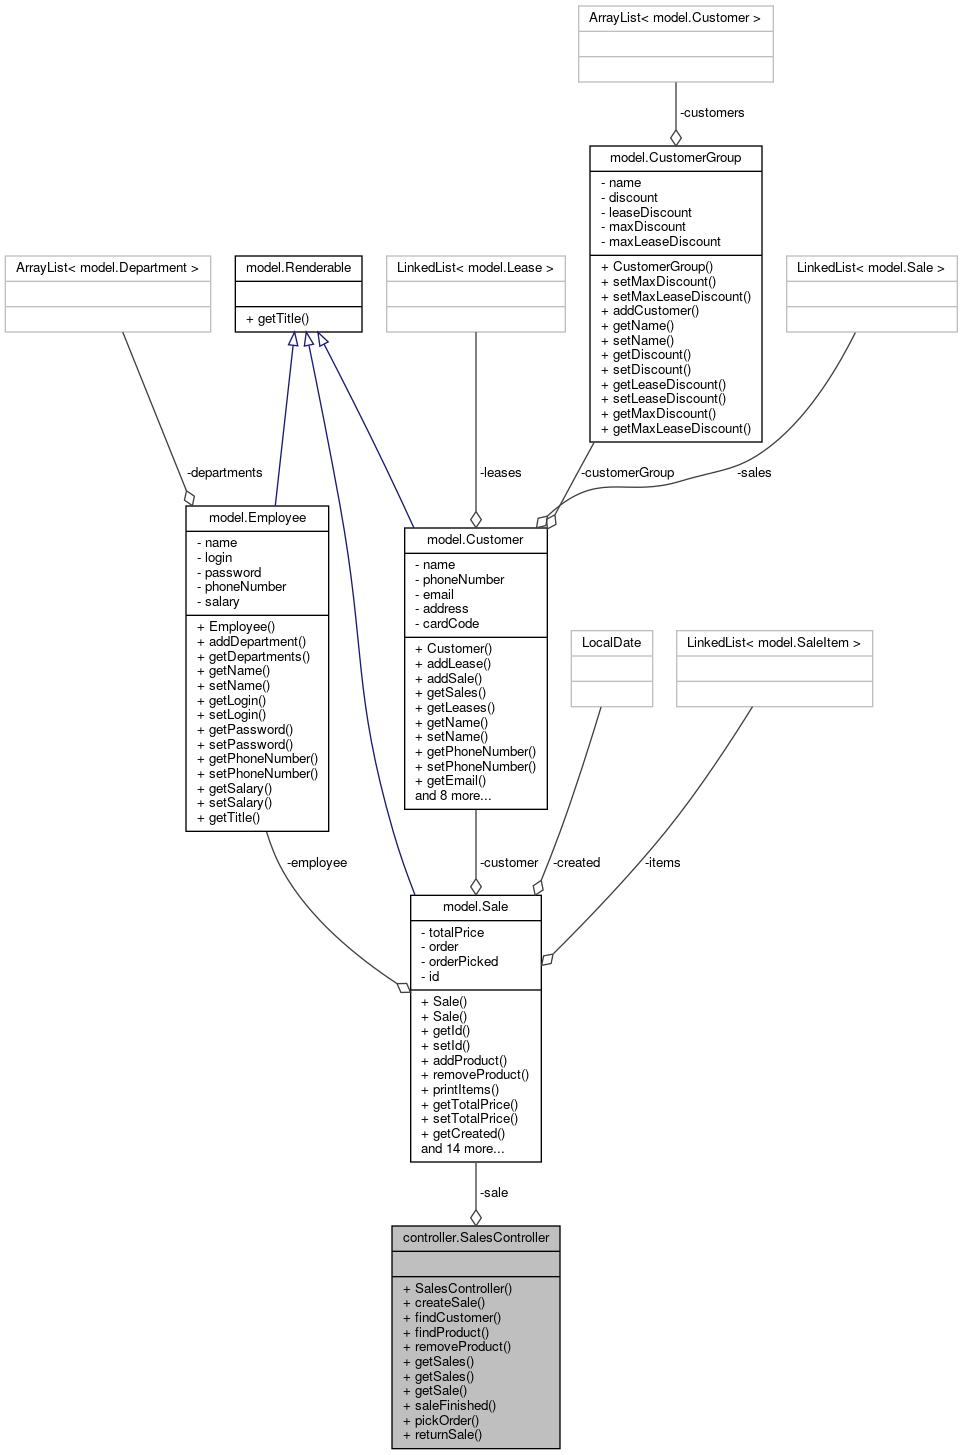 ArrayList< model.Customer >
-customers
model.CustomerGroup
- name
- discount
- leaseDiscount
- maxDiscount
- maxLeaseDiscount
+ CustomerGroup()
+ setMaxDiscount()
+ setMaxLeaseDiscount()
+ addCustomer()
+ getName()
+ setName()
+ getDiscount()
+ setDiscount()
+ getLeaseDiscount()
+ setLeaseDiscount()
+ getMaxDiscount()
+ getMaxLeaseDiscount()
ArrayList< model.Department >
model.Renderable
+ getTitle()
LinkedList< model.Lease >
LinkedList< model.Sale >
-departments
-leases
-customerGroup
-sales
model.Employee
- name
- login
- password
- phoneNumber
- salary
+ Employee()
+ addDepartment()
+ getDepartments()
+ getName()
+ setName()
+ getLogin()
+ setLogin()
+ getPassword()
+ setPassword()
+ getPhoneNumber()
+ setPhoneNumber()
+ getSalary()
+ setSalary()
+ getTitle()
model.Customer
- name
- phoneNumber
- email
- address
- cardCode
+ Customer()
+ addLease()
+ addSale()
+ getSales()
+ getLeases()
+ getName()
+ setName()
+ getPhoneNumber()
+ setPhoneNumber()
+ getEmail()
and 8 more...
LocalDate
LinkedList< model.SaleItem >
-employee
-customer
-created
-items
model.Sale
- totalPrice
- order
- orderPicked
- id
+ Sale()
+ Sale()
+ getId()
+ setId()
+ addProduct()
+ removeProduct()
+ printItems()
+ getTotalPrice()
+ setTotalPrice()
+ getCreated()
and 14 more...
-sale
controller.SalesController
+ SalesController()
+ createSale()
+ findCustomer()
+ findProduct()
+ removeProduct()
+ getSales()
+ getSales()
+ getSale()
+ saleFinished()
+ pickOrder()
+ returnSale()